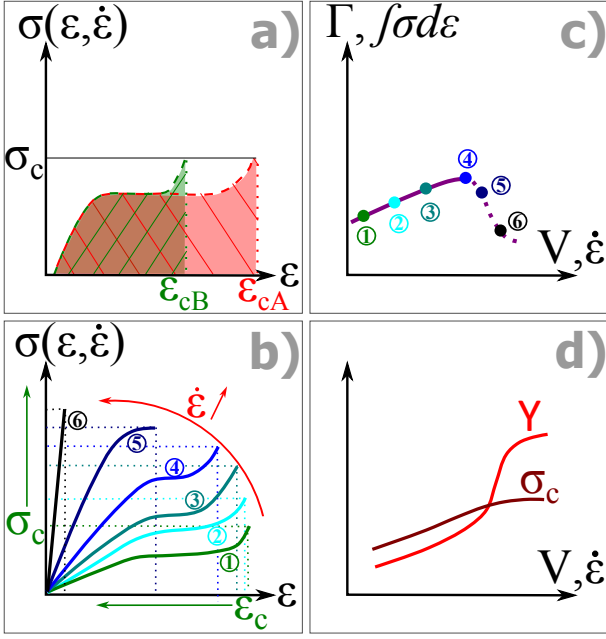 σ(ε,ε̇)
a)
σc
ε
εcB
εcA
Γ, ∫σdε
c)
④
⑤
③
②
①
⑥
V,ε̇
σ(ε,ε̇)
b)
ε̇
⑥
⑤
④
③
②
①
σc
εc
ε
d)
Y
σc
V,ε̇